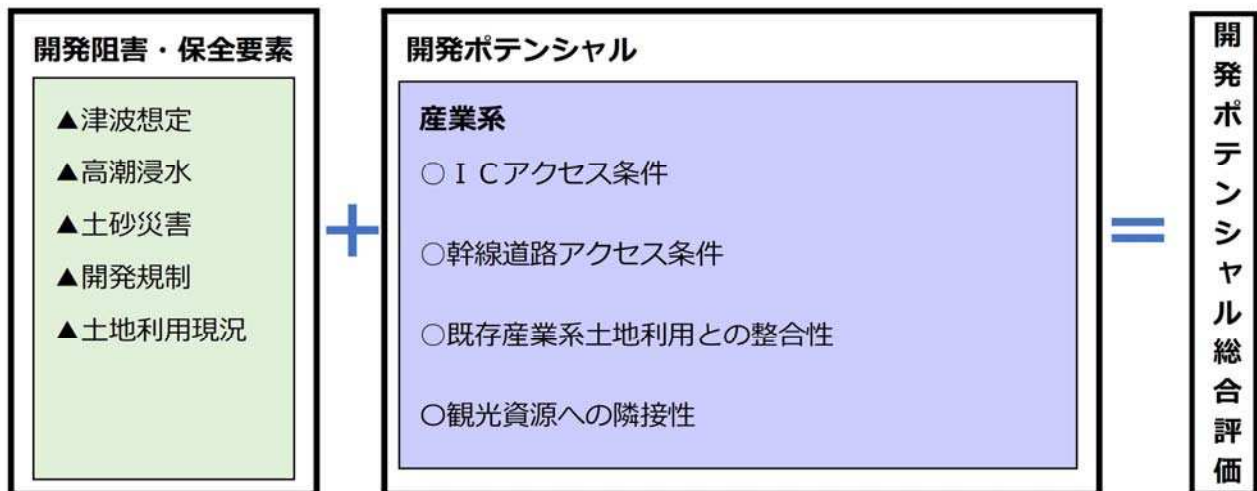 開発阻害・保全要素
▲津波想定
▲高潮浸水
▲土砂災害
▲開発規制
▲土地利用現況
+
開発ポテンシャル
産業系
○ＩＣアクセス条件
○幹線道路アクセス条件
○既存産業系土地利用との整合性
〇観光資源への隣接性
=
開発ポテンシャル総合評価